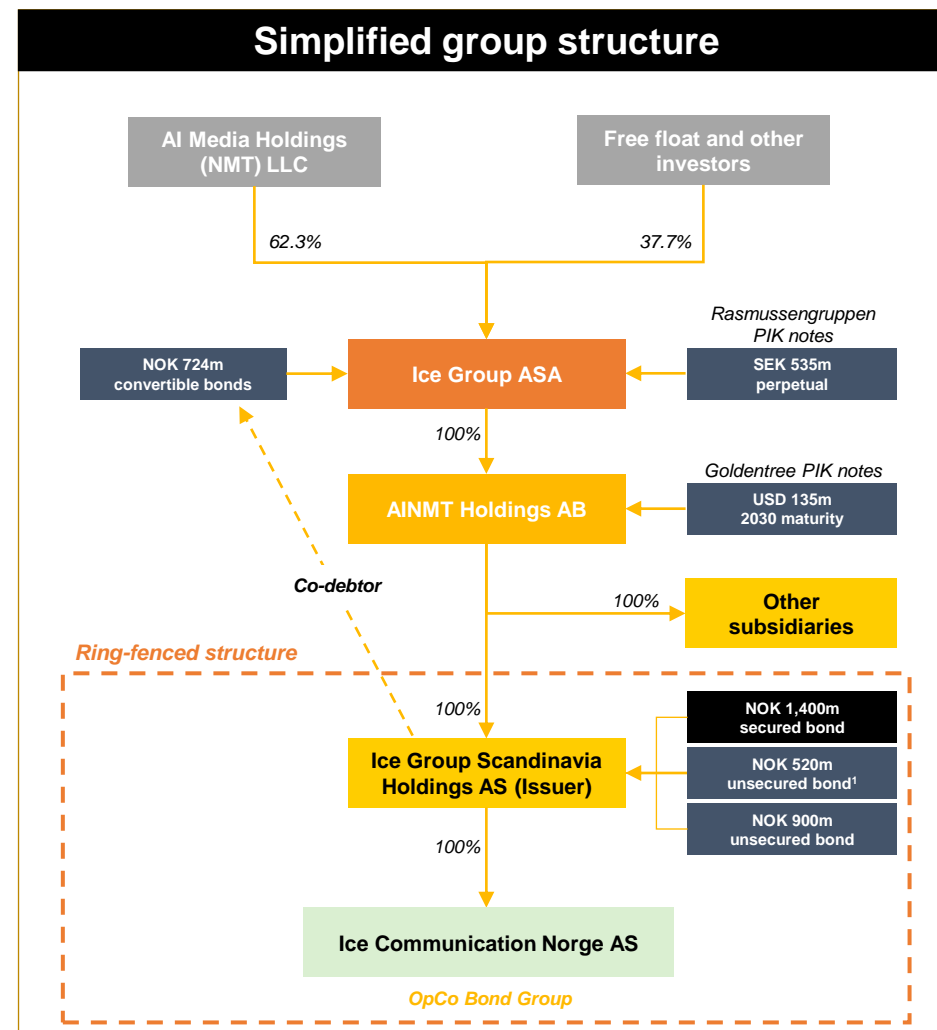 Simplified group structure
AI Media Holdings
(NMT) LLC
Free float and other
investors
62.3%
37.7%
Rasmussengruppen
PIK notes
NOK 724m
convertible bonds
Ice Group ASA
SEK 535m
perpetual
100%
Goldentree PIK notes
AINMT Holdings AB
USD 135m
2030 maturity
Co-debtor
100%
Other
subsidiaries
Ring-fenced structure
100%
NOK 1,400m
secured bond
Ice Group Scandinavia
Holdings AS (Issuer)
NOK 520m
unsecured bond¹
NOK 900m
unsecured bond
100%
Ice Communication Norge AS
OpCo Bond Group